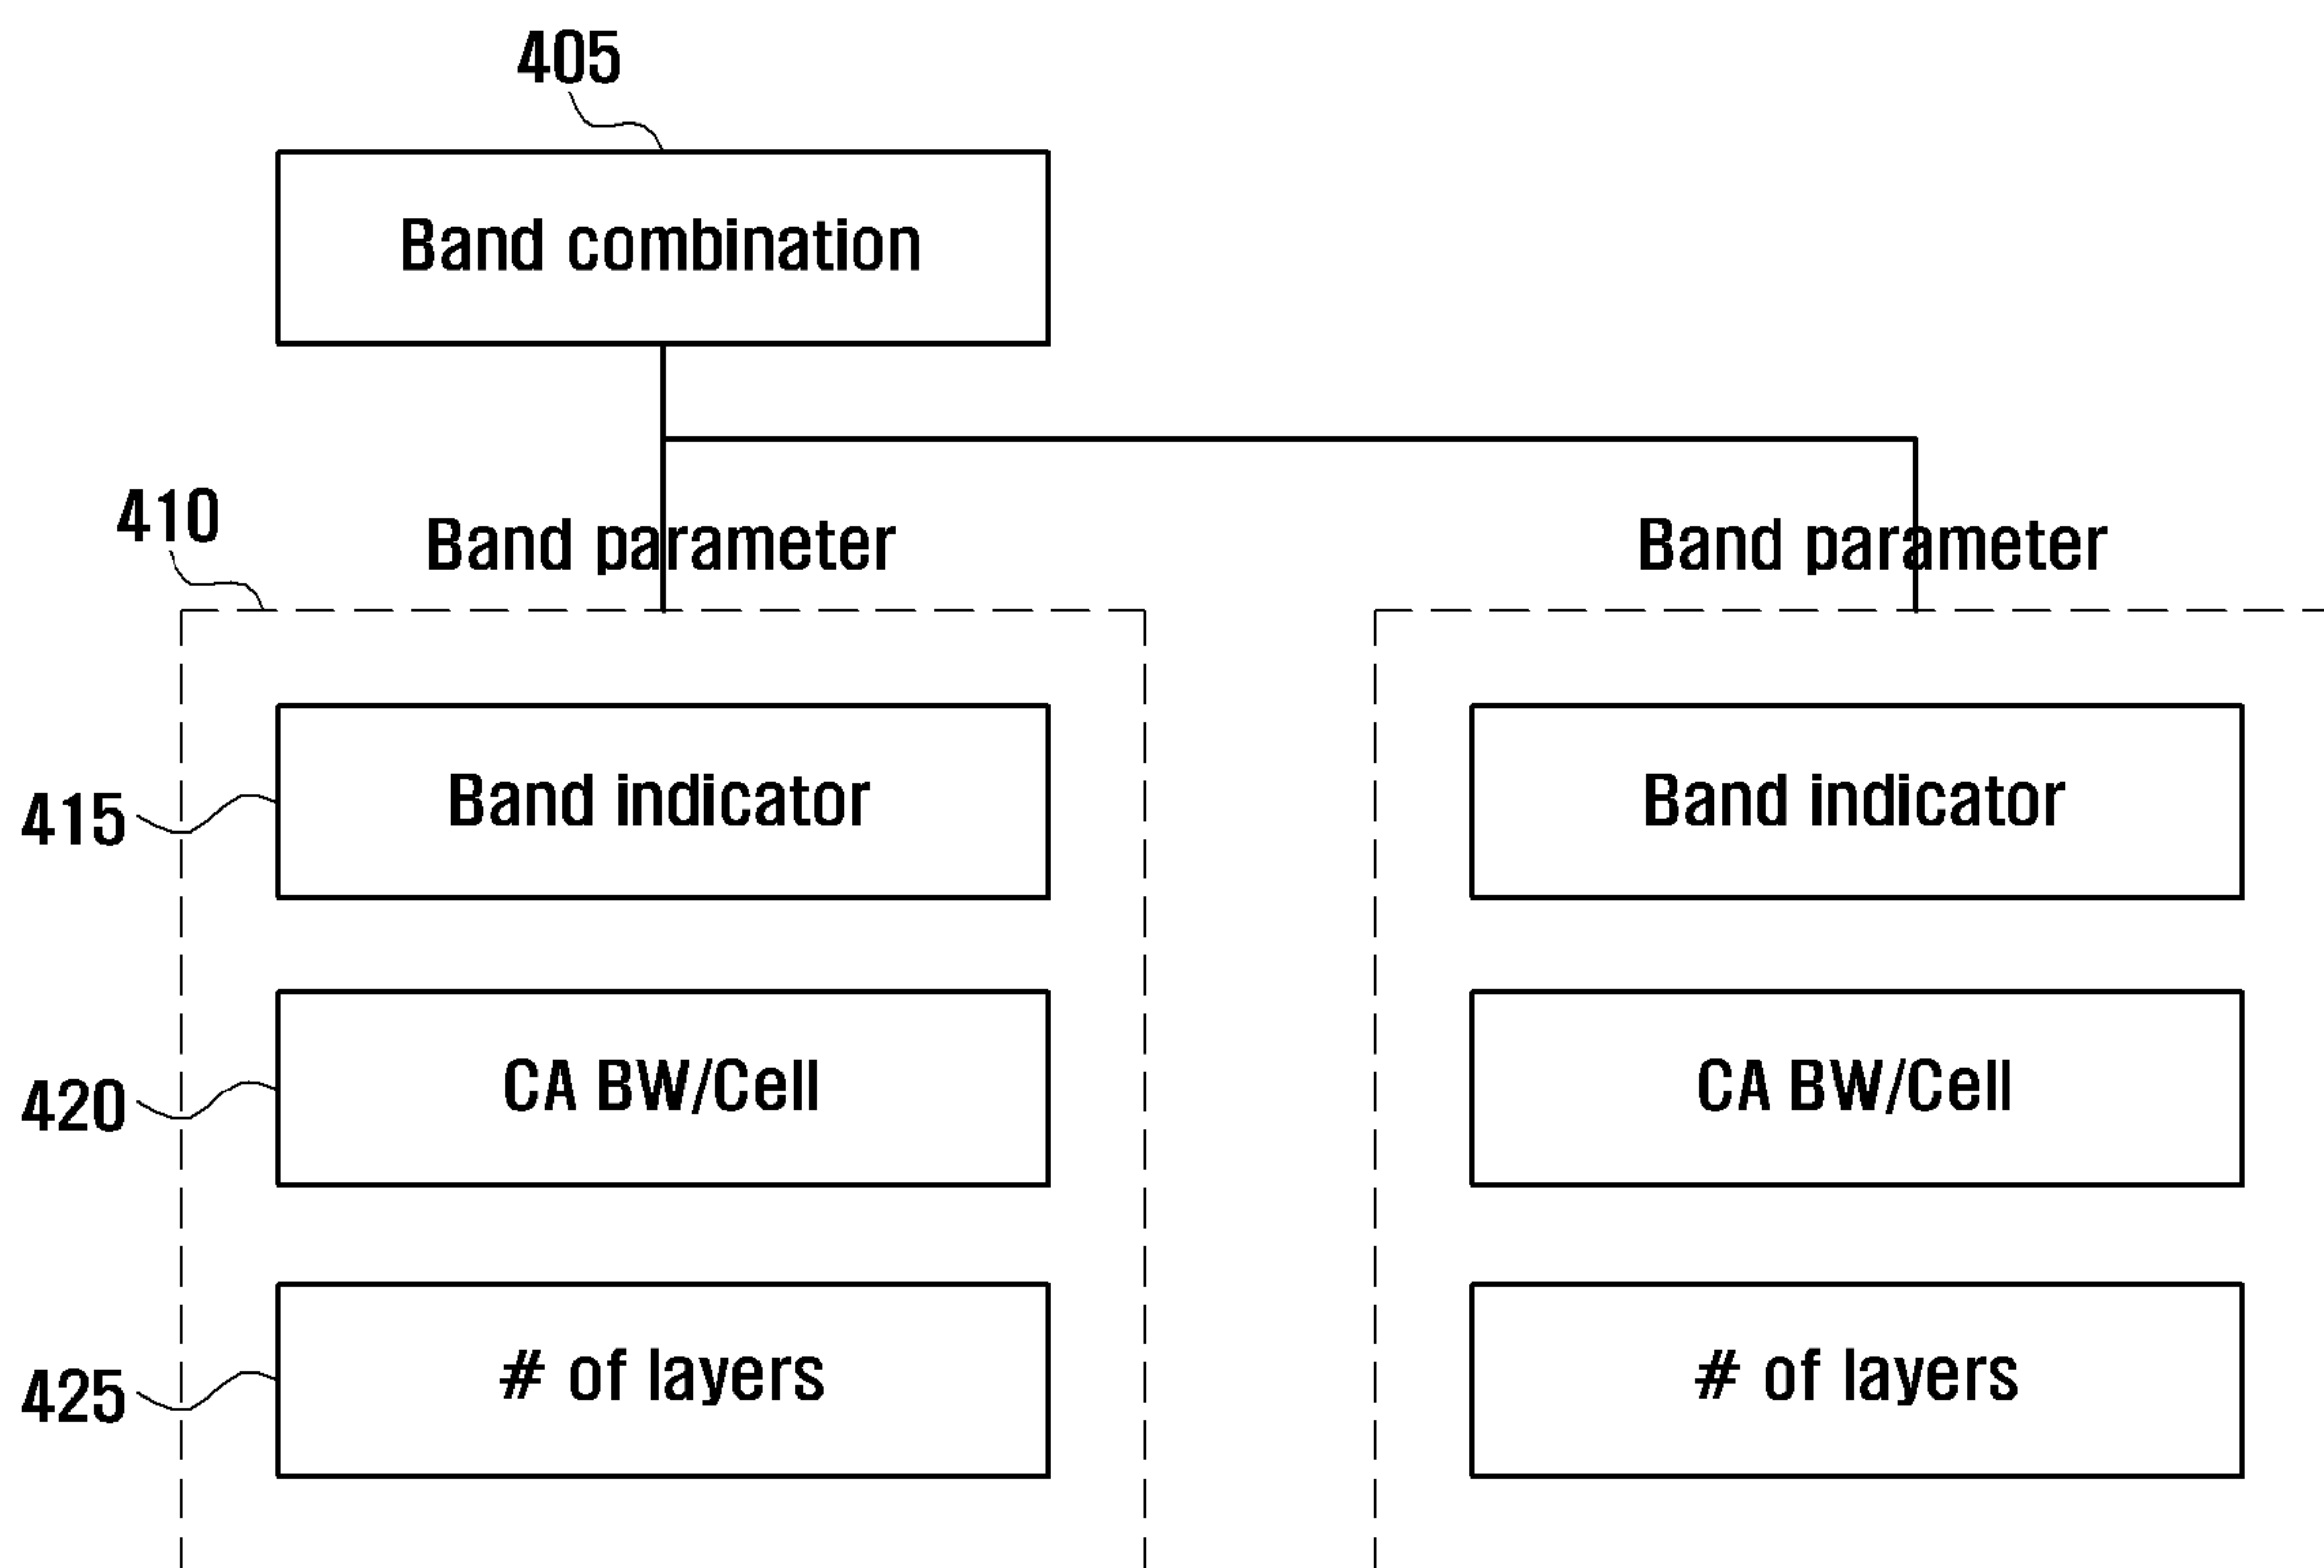 405
Band combination
410
Band parameter
Band parameter
415
Band indicator
Band indicator
420
CA BW/Cell
CA BW/Cell
425
# of layers
# of layers